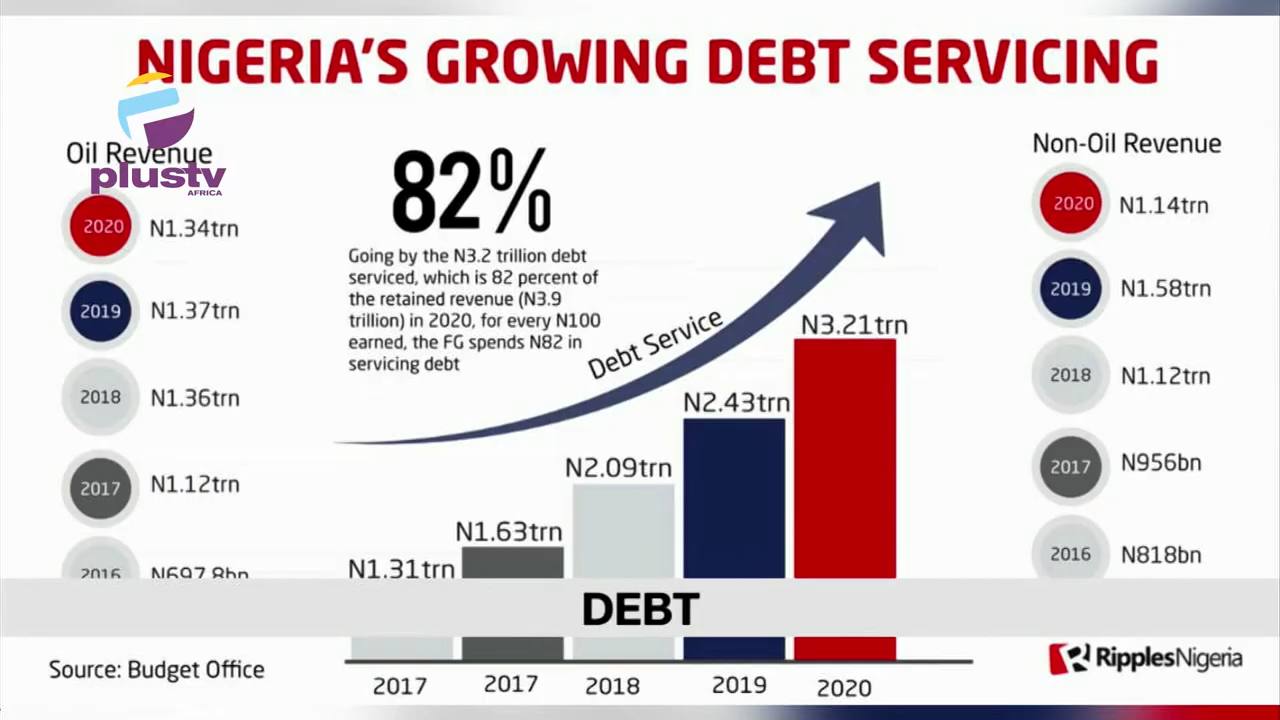 NIGERIA'S GROWING DEBT SERVICING
plustv
AFRICA
Oil Revenue
2020 N1.34trn
2019 N1.37trn
2018 N1.36trn
2017 N1.12trn
2016 N697.8bn
82%
Going by the N3.2 trillion debt
serviced, which is 82 percent of
the retained revenue (N3.9
trillion) in 2020, for every N100
earned, the FG spends N82 in
servicing debt
Debt Service
N1.31trn
N1.63trn
N2.09trn
N2.43trn
N3.21trn
2017
2017
2018
2019
2020
Non-Oil Revenue
2020 N1.14trn
2019 N1.58trn
2018 N1.12trn
2017 N956bn
2016 N818bn
DEBT
Source: Budget Office
RipplesNigeria